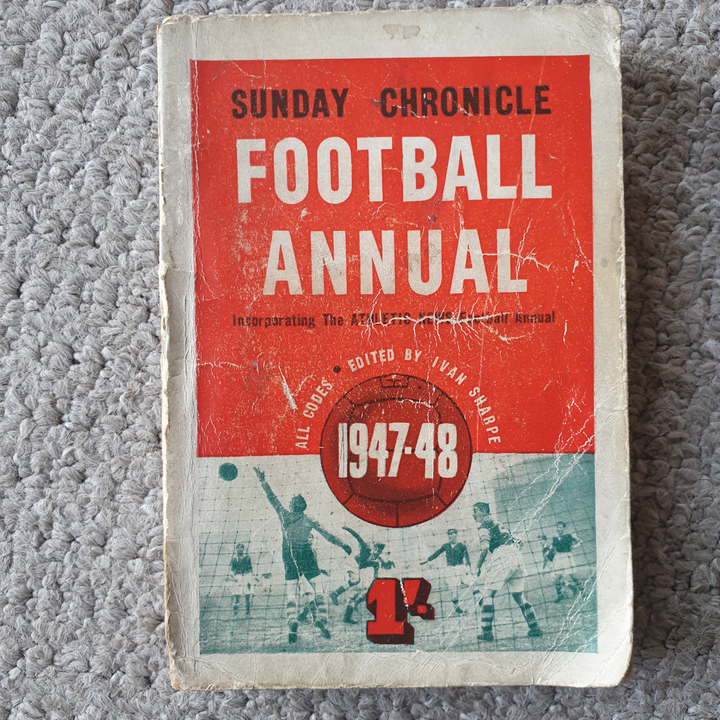 SUNDAY CHRONICLE
FOOTBALL
ANNUAL
Incorporating The ATHLETIC NEWS Football Annual
ALL CODES • EDITED BY IVAN SHARPE
1947-48
1/-